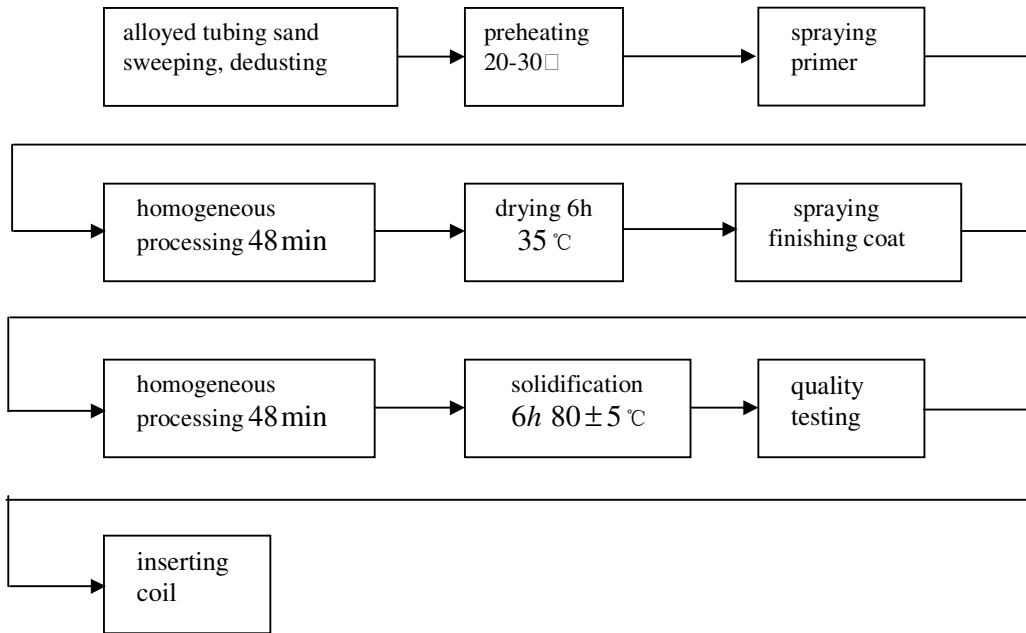 alloyed tubing sand
sweeping, dedusting
preheating
20-30□
spraying
primer
homogeneous
processing 48 min
drying 6h
35 ℃
spraying
finishing coat
homogeneous
processing 48 min
solidification
6h 80±5 ℃
quality
testing
inserting
coil